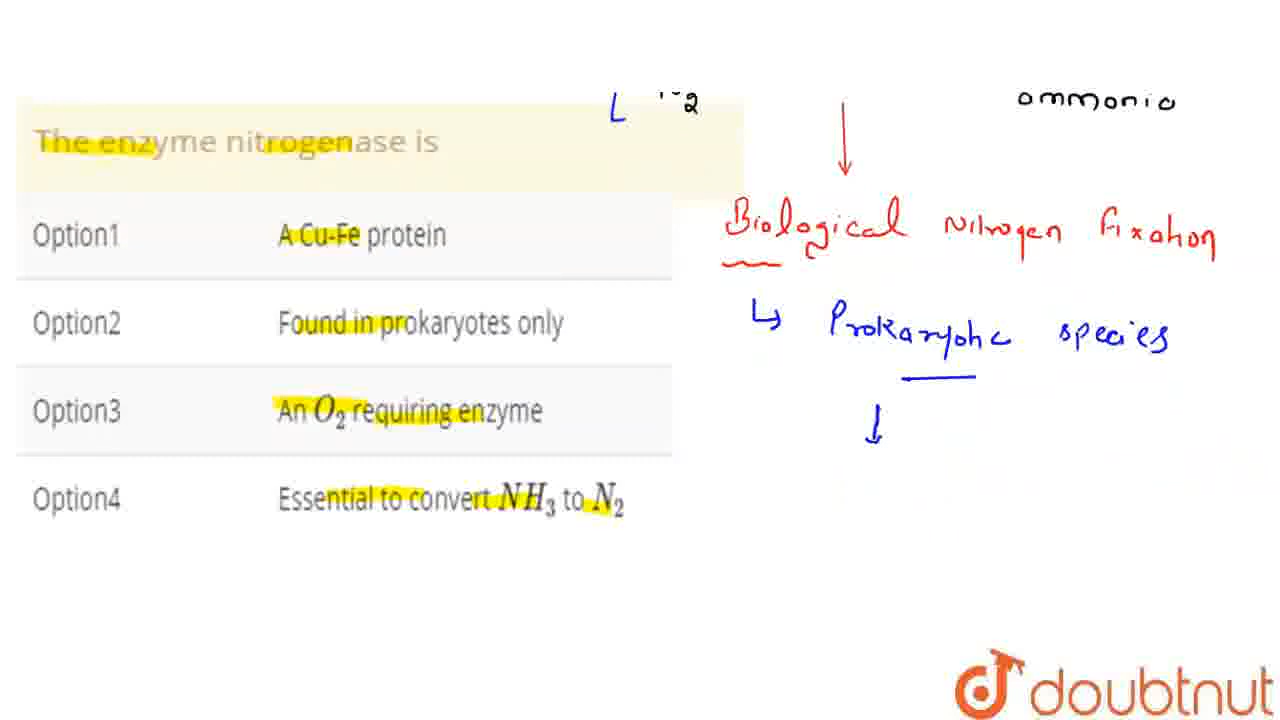 The enzyme nitrogenase is
Option1 A Cu-Fe protein
Option2 Found in prokaryotes only
Option3 An O₂ requiring enzyme
Option4 Essential to convert NH₃ to N₂
2
ammonia
Biological Nitrogen Fixation
↳ Prokaryotic species
doubtnut